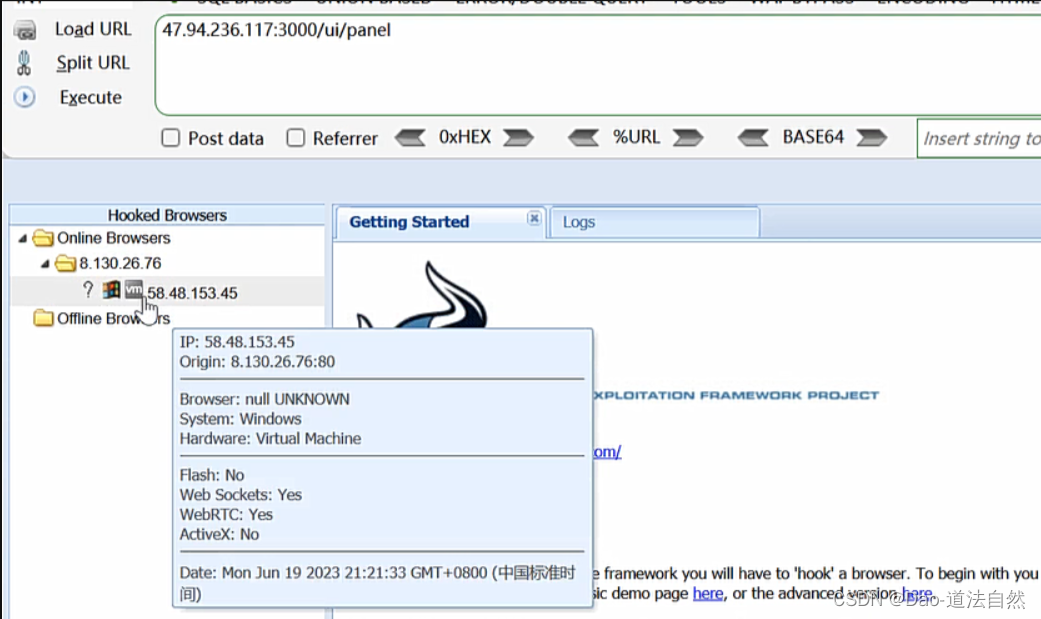 Load URL
47.94.236.117:3000/ui/panel
Split URL
Execute
Post data Referrer 0xHEX %URL BASE64 Insert string to
Hooked Browsers
Getting Started Logs
Online Browsers
8.130.26.76
? vm 58.48.153.45
Offline Brow rs
IP: 58.48.153.45
Origin: 8.130.26.76:80
Browser: null UNKNOWN
XPLOITATION FRAMEWORK PROJECT
System: Windows
Hardware: Virtual Machine
om/
Flash: No
Web Sockets: Yes
WebRTC: Yes
ActiveX: No
Date: Mon Jun 19 2023 21:21:33 GMT+0800 (中国标准时
间)
e framework you will have to 'hook' a browser. To begin with you
sic demo page here, or the advanced version here.
CSDN @Dao-道法自然